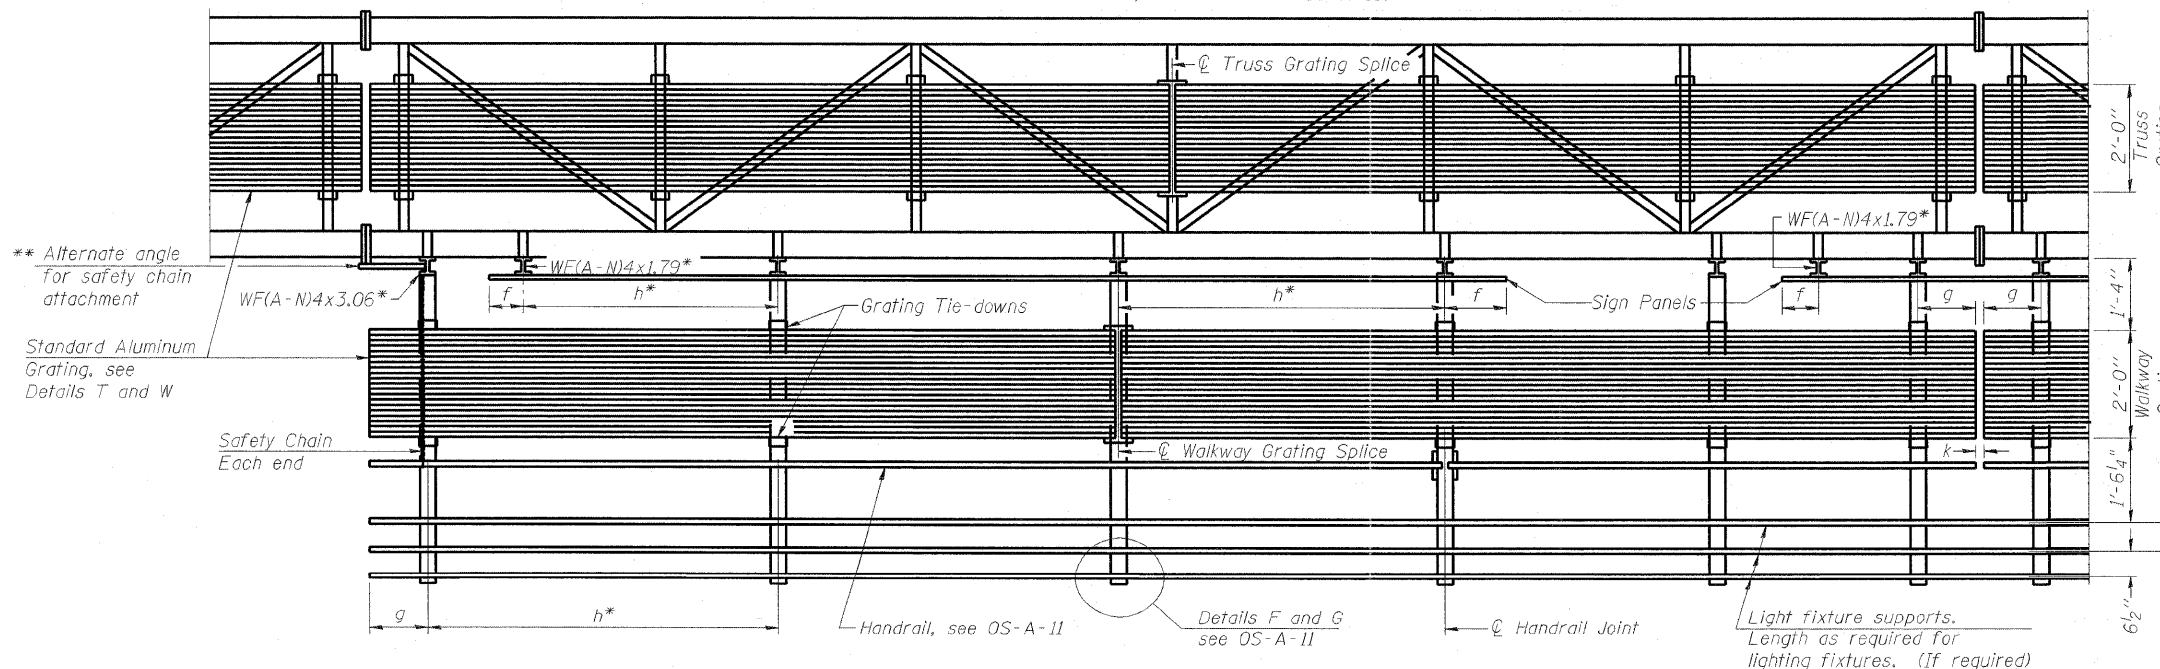 ℄ Truss Grating Splice
2'-0"
Truss
WF(A-N)4x1.79*
** Alternate angle
for safety chain
attachment
WF(A-N)4x1.79*
WF(A-N)4x3.06*
f
h*
h*
f
Sign Panels
f
g
g
1'-4"
Grating Tie-downs
Standard Aluminum
Grating, see
Details T and W
2'-0"
Walkway
Safety Chain
Each end
℄ Walkway Grating Splice
k
1'-6¼"
g
h*
Handrail, see OS-A-11
Details F and G
see OS-A-11
℄ Handrail Joint
Light fixture supports.
Length as required for
lighting fixtures. (If required)
6½"